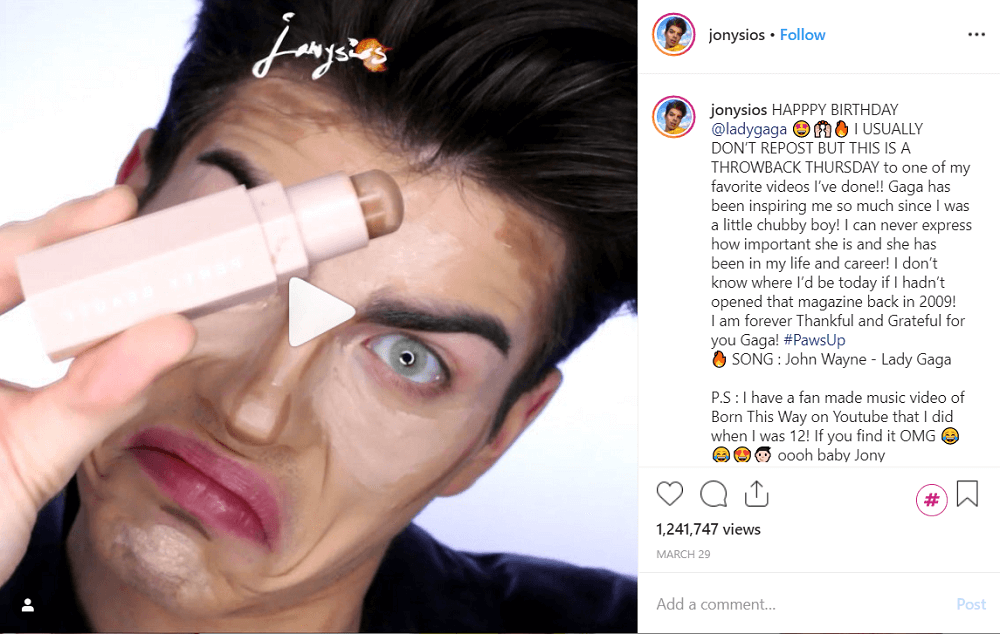 jonysios
jonysios • Follow
jonysios HAPPPY BIRTHDAY
@ladygaga 😍🙌🔥 I USUALLY
DON'T REPOST BUT THIS IS A
THROWBACK THURSDAY to one of my
favorite videos I've done!! Gaga has
been inspiring me so much since I was
a little chubby boy! I can never express
how important she is and she has
been in my life and career! I don't
know where I'd be today if I hadn't
opened that magazine back in 2009!
I am forever Thankful and Grateful for
you Gaga! #PawsUp
🔥 SONG : John Wayne - Lady Gaga
P.S : I have a fan made music video of
Born This Way on Youtube that I did
when I was 12! If you find it OMG 😂
😂😍👦🏻 oooh baby Jony
#
1,241,747 views
MARCH 29
Add a comment...
Post